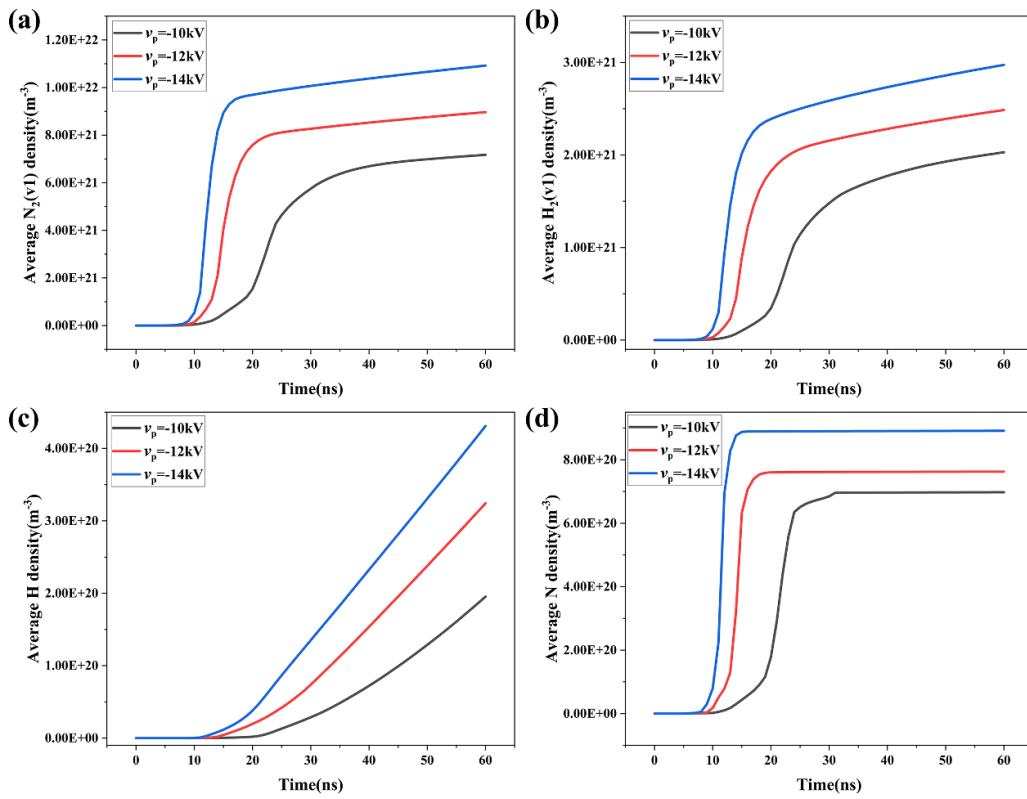 (a)
vp=-10kV
vp=-12kV
vp=-14kV
1.20E+22
1.00E+22
8.00E+21
6.00E+21
4.00E+21
2.00E+21
0.00E+00
Average N2(v1) density(m-3)
0 10 20 30 40 50 60
Time(ns)
(b)
vp=-10kV
vp=-12kV
vp=-14kV
3.00E+21
2.00E+21
1.00E+21
0.00E+00
Average H2(v1) density(m-3)
0 10 20 30 40 50 60
Time(ns)
(c)
vp=-10kV
vp=-12kV
vp=-14kV
4.00E+20
3.00E+20
2.00E+20
1.00E+20
0.00E+00
Average H density(m-3)
0 10 20 30 40 50 60
Time(ns)
(d)
vp=-10kV
vp=-12kV
vp=-14kV
8.00E+20
6.00E+20
4.00E+20
2.00E+20
0.00E+00
Average N density(m-3)
0 10 20 30 40 50 60
Time(ns)